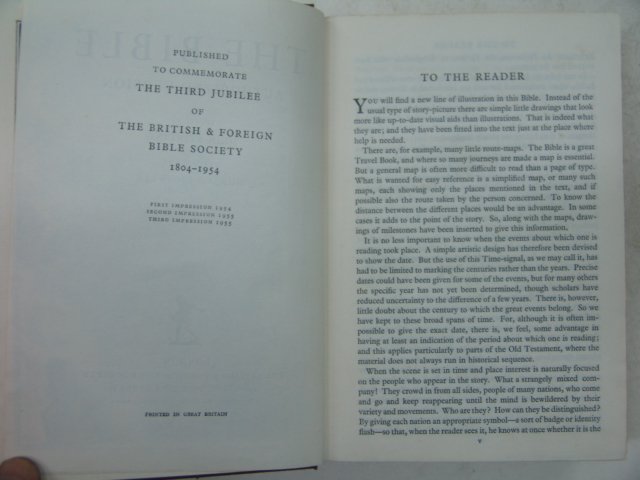 PUBLISHED
TO COMMEMORATE
THE THIRD JUBILEE
OF
THE BRITISH & FOREIGN
BIBLE SOCIETY
1804–1954
FIRST IMPRESSION 1954
SECOND IMPRESSION 1955
THIRD IMPRESSION 1955
PRINTED IN GREAT BRITAIN
TO THE READER
YOU will find a new line of illustration in this Bible. Instead of the
usual type of story-picture there are simple little drawings that look
more like up-to-date visual aids than illustrations. That is indeed what
they are; and they have been fitted into the text just at the place where
help is needed.
There are, for example, many little route-maps. The Bible is a great
Travel Book, and where so many journeys are made a map is essential.
But a general map is often more difficult to read than a page of type.
What is wanted for easy reference is a simplified map, or many such
maps, each showing only the places mentioned in the text, and if
possible also the route taken by the person concerned. To know the
distance between the different places would be an advantage. In some
cases it adds to the point of the story. So, along with the maps, draw-
ings of milestones have been inserted to give this information.
It is no less important to know when the events about which one is
reading took place. A simple artistic design has therefore been devised
to show the date. But the use of this Time-signal, as we may call it, has
had to be limited to marking the centuries rather than the years. Precise
dates could have been given for some of the events, but for many others
the specific year has not yet been determined, though scholars have
reduced uncertainty to the difference of a few years. There is, however,
little doubt about the century to which the great events belong. So we
have kept to these broad spans of time. For, although it is often im-
possible to give the exact date, there is, we feel, some advantage in
having at least an indication of the period about which one is reading;
and this applies particularly to parts of the Old Testament, where the
material does not always run in historical sequence.
When the scene is set in time and place interest is naturally focused
on the people who appear in the story. What a strangely mixed com-
pany! They crowd in from all sides, people of many nations, who come
and go and keep reappearing until the mind is bewildered by their
variety and movements. Who are they? How can they be distinguished?
By giving each nation an appropriate symbol—a sort of badge or identity
flash—so that, when the reader sees it, he knows at once whether it is the
v